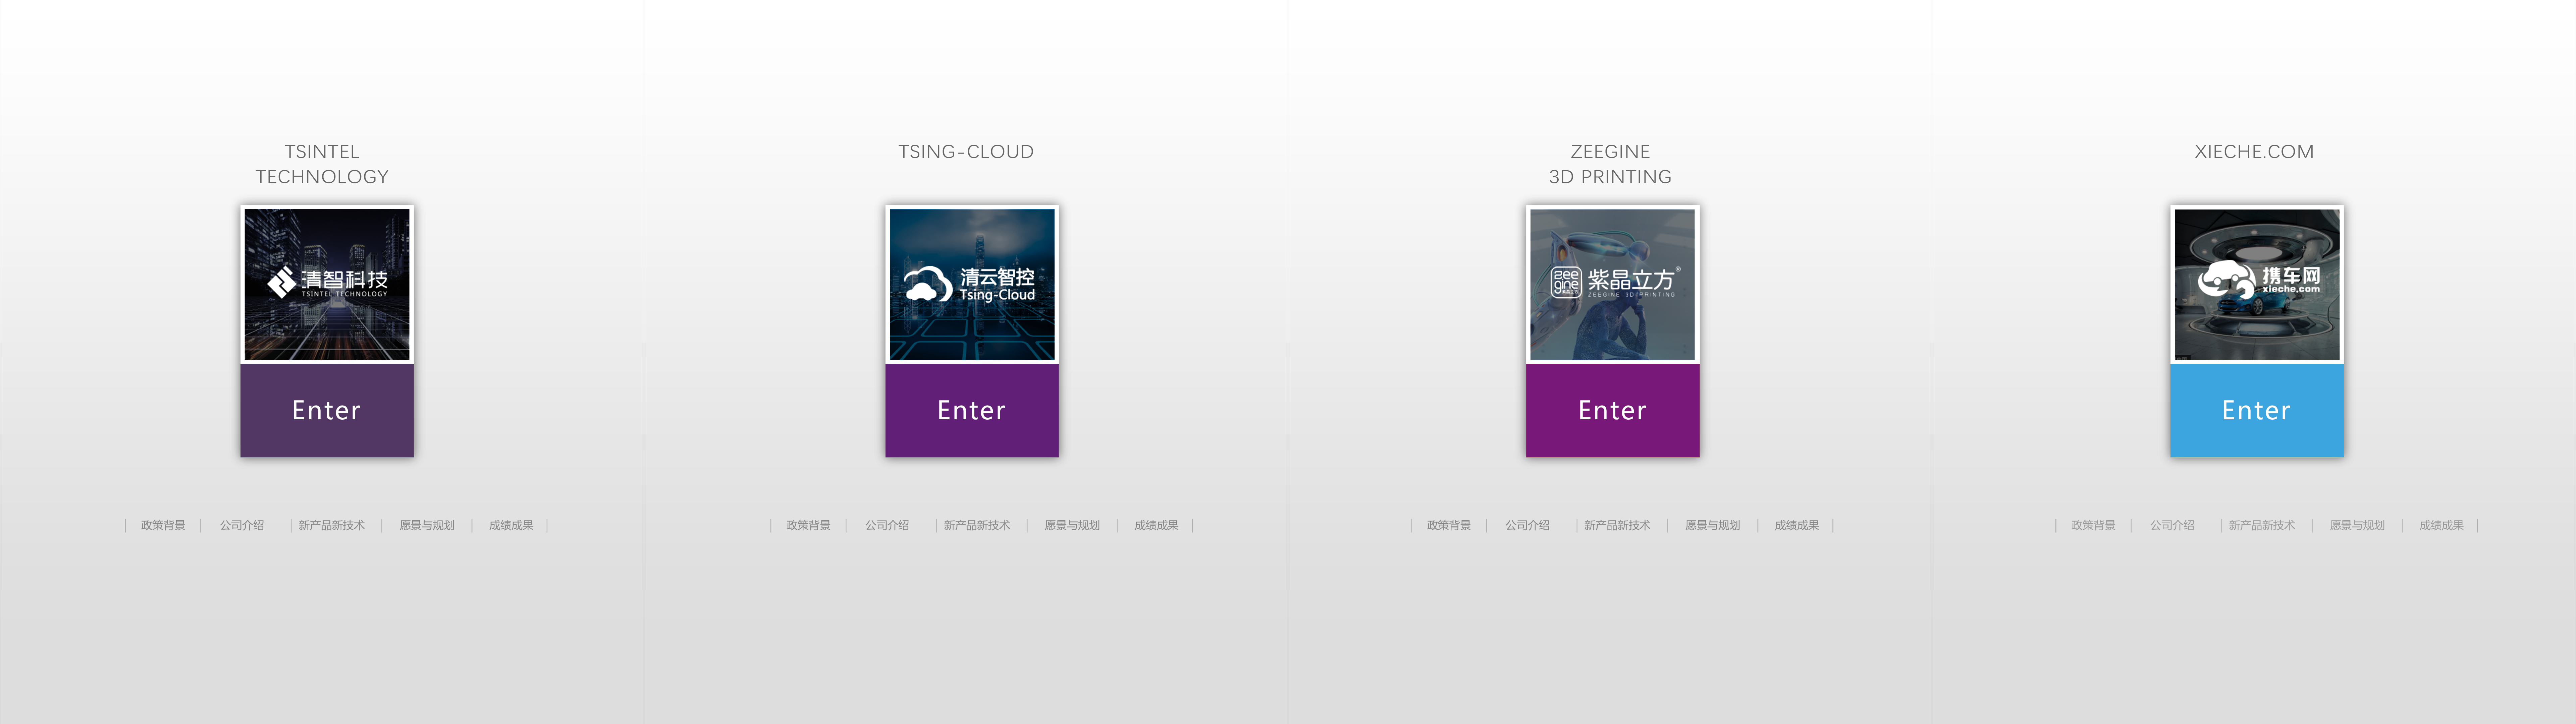 TSINTEL
TECHNOLOGY
清智科技
TSINTEL TECHNOLOGY
Enter
政策背景 公司介绍 新产品新技术 愿景与规划 成绩成果
TSING-CLOUD
清云智控
Tsing-Cloud
Enter
政策背景 公司介绍 新产品新技术 愿景与规划 成绩成果
ZEEGINE
3D PRINTING
zee
gine
紫晶立方®
ZEEGINE 3D PRINTING
Enter
政策背景 公司介绍 新产品新技术 愿景与规划 成绩成果
XIECHE.COM
携车网
xieche.com
Enter
政策背景 公司介绍 新产品新技术 愿景与规划 成绩成果